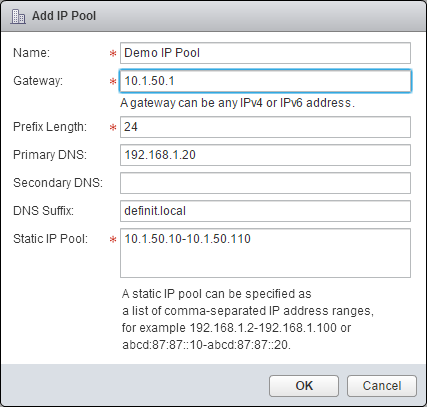 Add IP Pool
Name: * Demo IP Pool
Gateway: * 10.1.50.1
A gateway can be any IPv4 or IPv6 address.
Prefix Length: * 24
Primary DNS: 192.168.1.20
Secondary DNS:
DNS Suffix: definit.local
Static IP Pool: * 10.1.50.10-10.1.50.110
A static IP pool can be specified as
a list of comma-separated IP address ranges,
for example 192.168.1.2-192.168.1.100 or
abcd:87:87::10-abcd:87:87::20.
OK Cancel